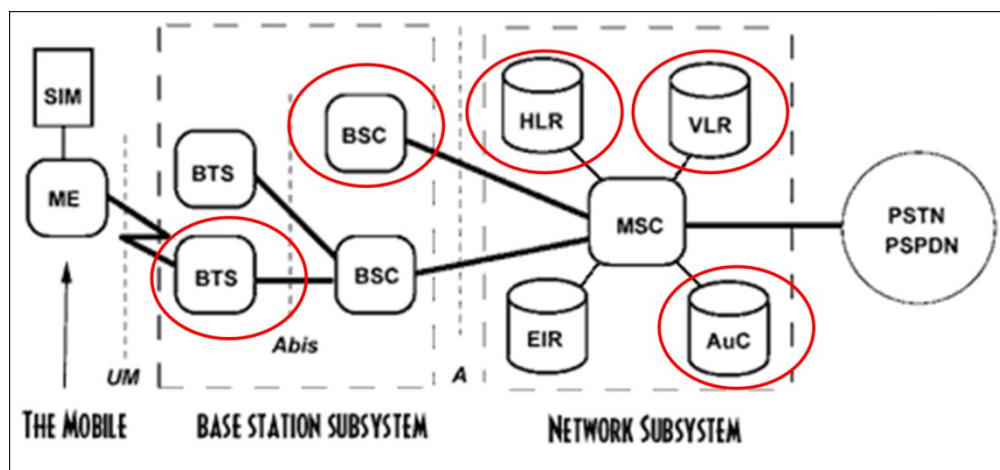 SIM
ME
BTS
BTS
BSC
BSC
HLR
VLR
MSC
EIR
AuC
PSTN
PSPDN
UM
Abis
A
THE MOBILE
BASE STATION SUBSYSTEM
NETWORK SUBSYSTEM